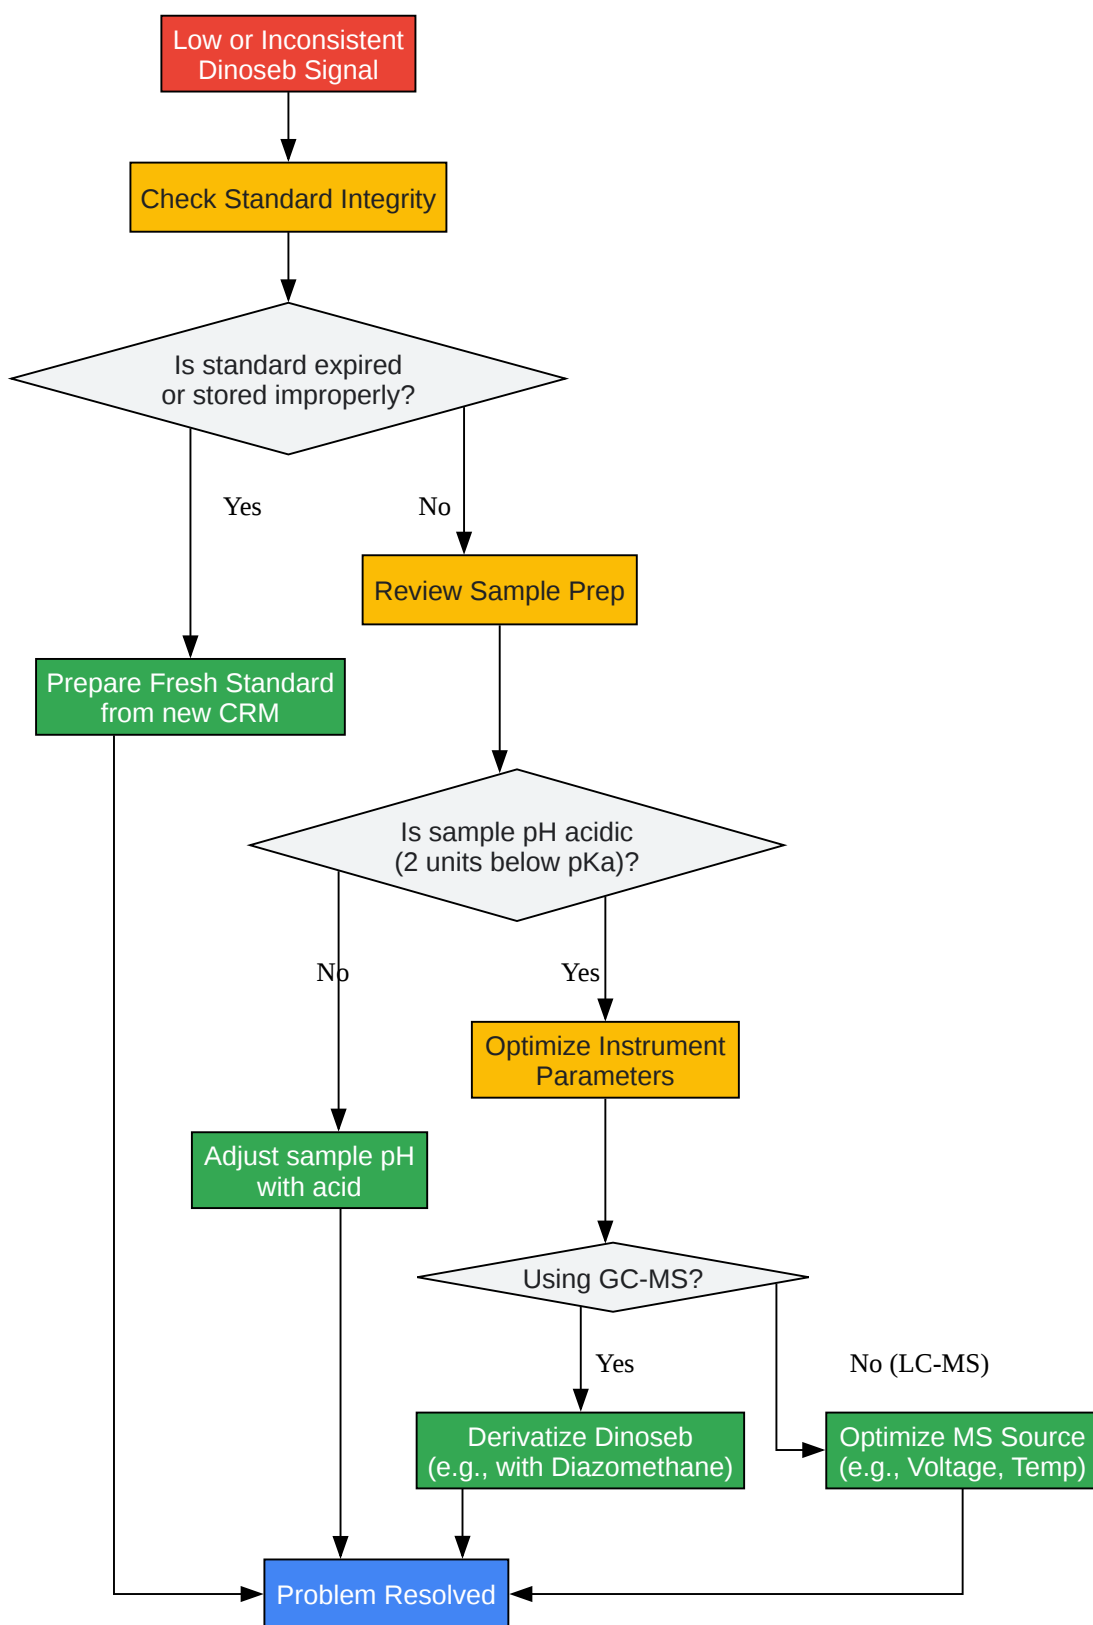 Low or Inconsistent
Dinoseb Signal
Check Standard Integrity
Is standard expired
or stored improperly?
Yes
No
Review Sample Prep
Prepare Fresh Standard
from new CRM
Is sample pH acidic
(2 units below pKa)?
No
Yes
Optimize Instrument
Parameters
Adjust sample pH
with acid
Using GC-MS?
Yes
No (LC-MS)
Derivatize Dinoseb
(e.g., with Diazomethane)
Optimize MS Source
(e.g., Voltage, Temp)
Problem Resolved